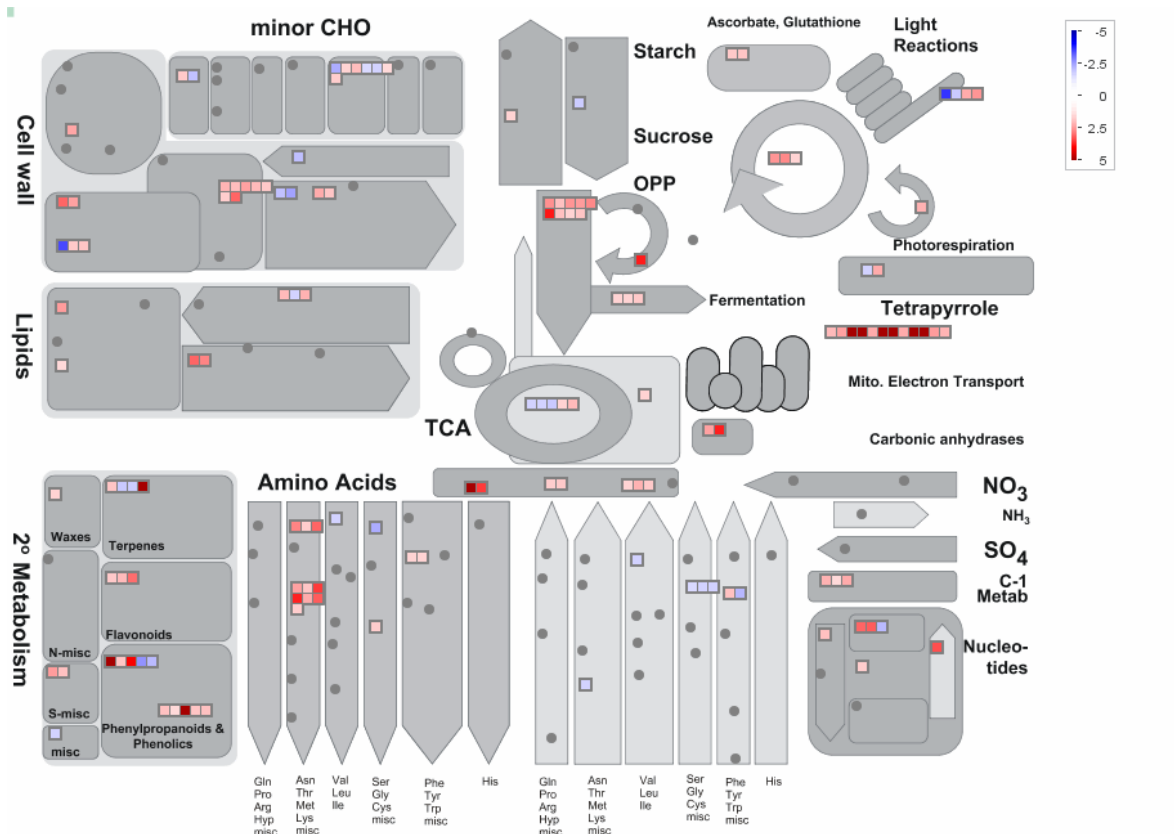 minor CHO
Starch
Ascorbate, Glutathione
Light
Reactions
-5
-2.5
0
2.5
5
Cell wall
Sucrose
OPP
Photorespiration
Lipids
Fermentation
Tetrapyrrole
Mito. Electron Transport
TCA
Carbonic anhydrases
2º Metabolism
Amino Acids
Waxes
Terpenes
Flavonoids
N-misc
S-misc
misc
Phenylpropanoids &
Phenolics
NO3
NH3
SO4
C-1
Metab
Nucleo-
tides
Gln
Pro
Arg
Hyp
misc
Asn
Thr
Met
Lys
misc
Val
Leu
Ile
Ser
Gly
Cys
misc
Phe
Tyr
Trp
misc
His
Gln
Pro
Arg
Hyp
misc
Asn
Thr
Met
Lys
misc
Val
Leu
Ile
Ser
Gly
Cys
misc
Phe
Tyr
Trp
misc
His